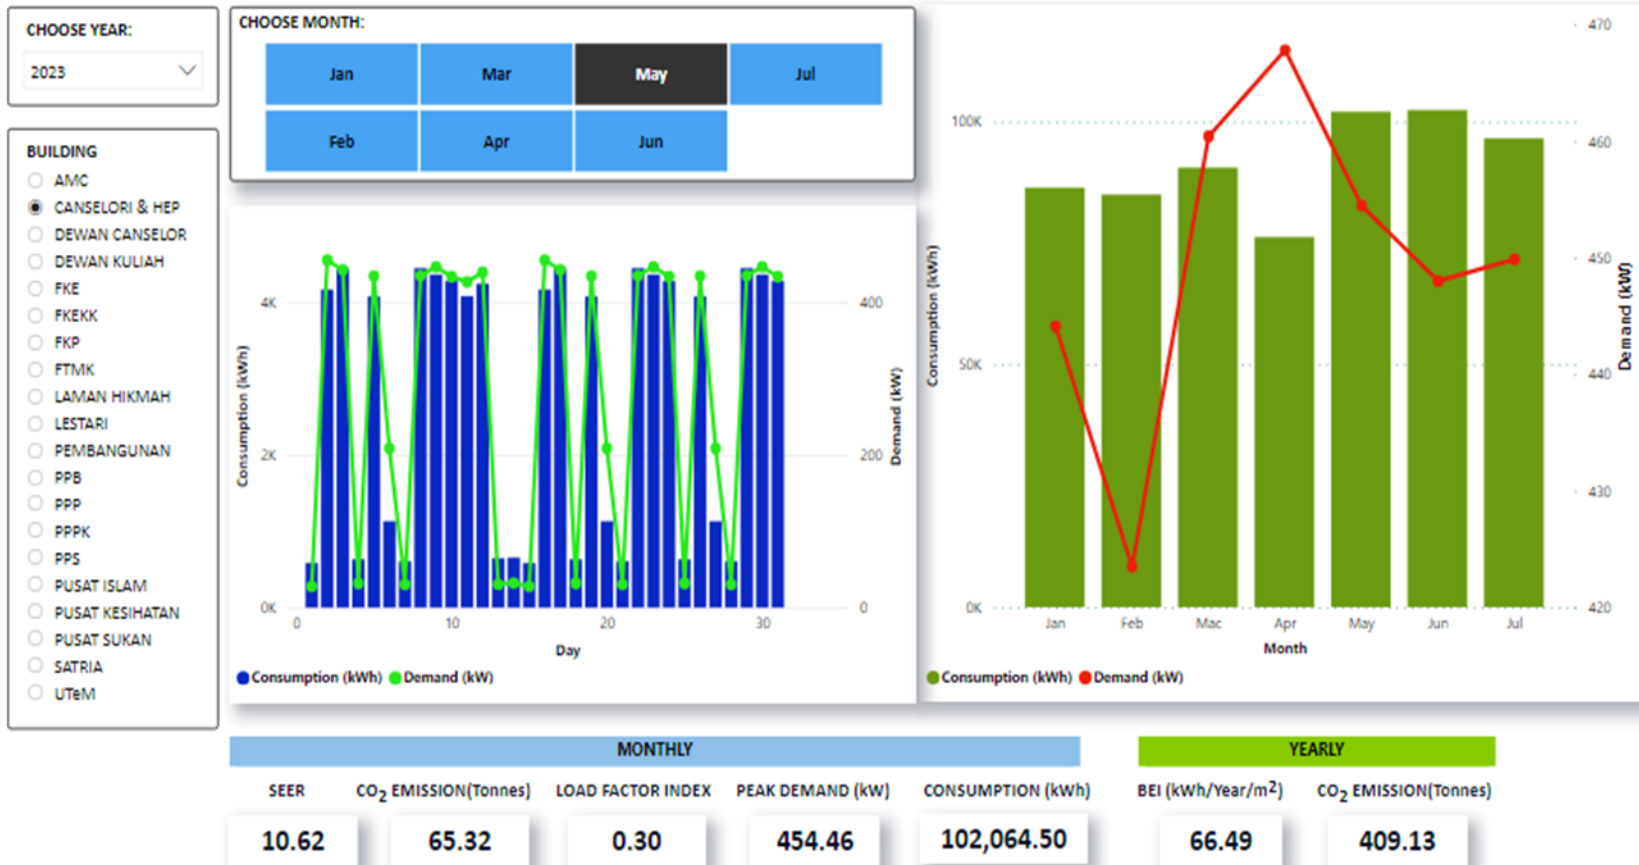 CHOOSE YEAR:
2023
CHOOSE MONTH:
Jan Mar May Jul
Feb Apr Jun
BUILDING
AMC
CANSELORI & HEP
DEWAN CANSELOR
DEWAN KULIAH
FKE
FKEKK
FKP
FTMK
LAMAN HIKMAH
LESTARI
PEMBANGUNAN
PPB
PPP
PPPK
PPS
PUSAT ISLAM
PUSAT KESIHATAN
PUSAT SUKAN
SATRIA
UTeM
Consumption (kWh)
4K
2K
0K
400
200
0
Demand (kW)
0 10 20 30
Day
Consumption (kWh) Demand (kW)
Consumption (kWh)
100K
50K
0K
470
460
450
440
430
420
Demand (kW)
Jan Feb Mac Apr May Jun Jul
Month
Consumption (kWh) Demand (kW)
MONTHLY
SEER CO2 EMISSION(Tonnes) LOAD FACTOR INDEX PEAK DEMAND (kW) CONSUMPTION (kWh)
10.62 65.32 0.30 454.46 102,064.50
YEARLY
BEI (kWh/Year/m2) CO2 EMISSION(Tonnes)
66.49 409.13